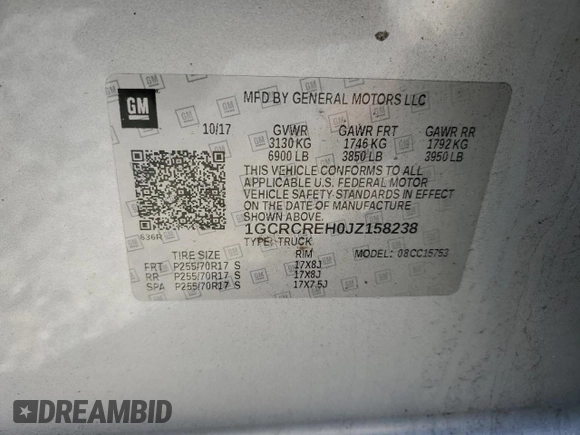 GM
MFD BY GENERAL MOTORS LLC
10/17 GVWR GAWR FRT GAWR RR
3130 KG 1746 KG 1792 KG
6900 LB 3850 LB 3950 LB
THIS VEHICLE CONFORMS TO ALL
APPLICABLE U.S. FEDERAL MOTOR
VEHICLE SAFETY STANDARDS IN EFFECT
ON THE DATE OF MANUFACTURE
SHOWN ABOVE.
1GCRCREH0JZ158238
636R
TYPE: TRUCK
TIRE SIZE RIM MODEL: 08CC15753
FRT P255/70R17 S 17X8J
RR P255/70R17 S 17X8J
SPA P255/70R17 S 17X7.5J
DREAMBID